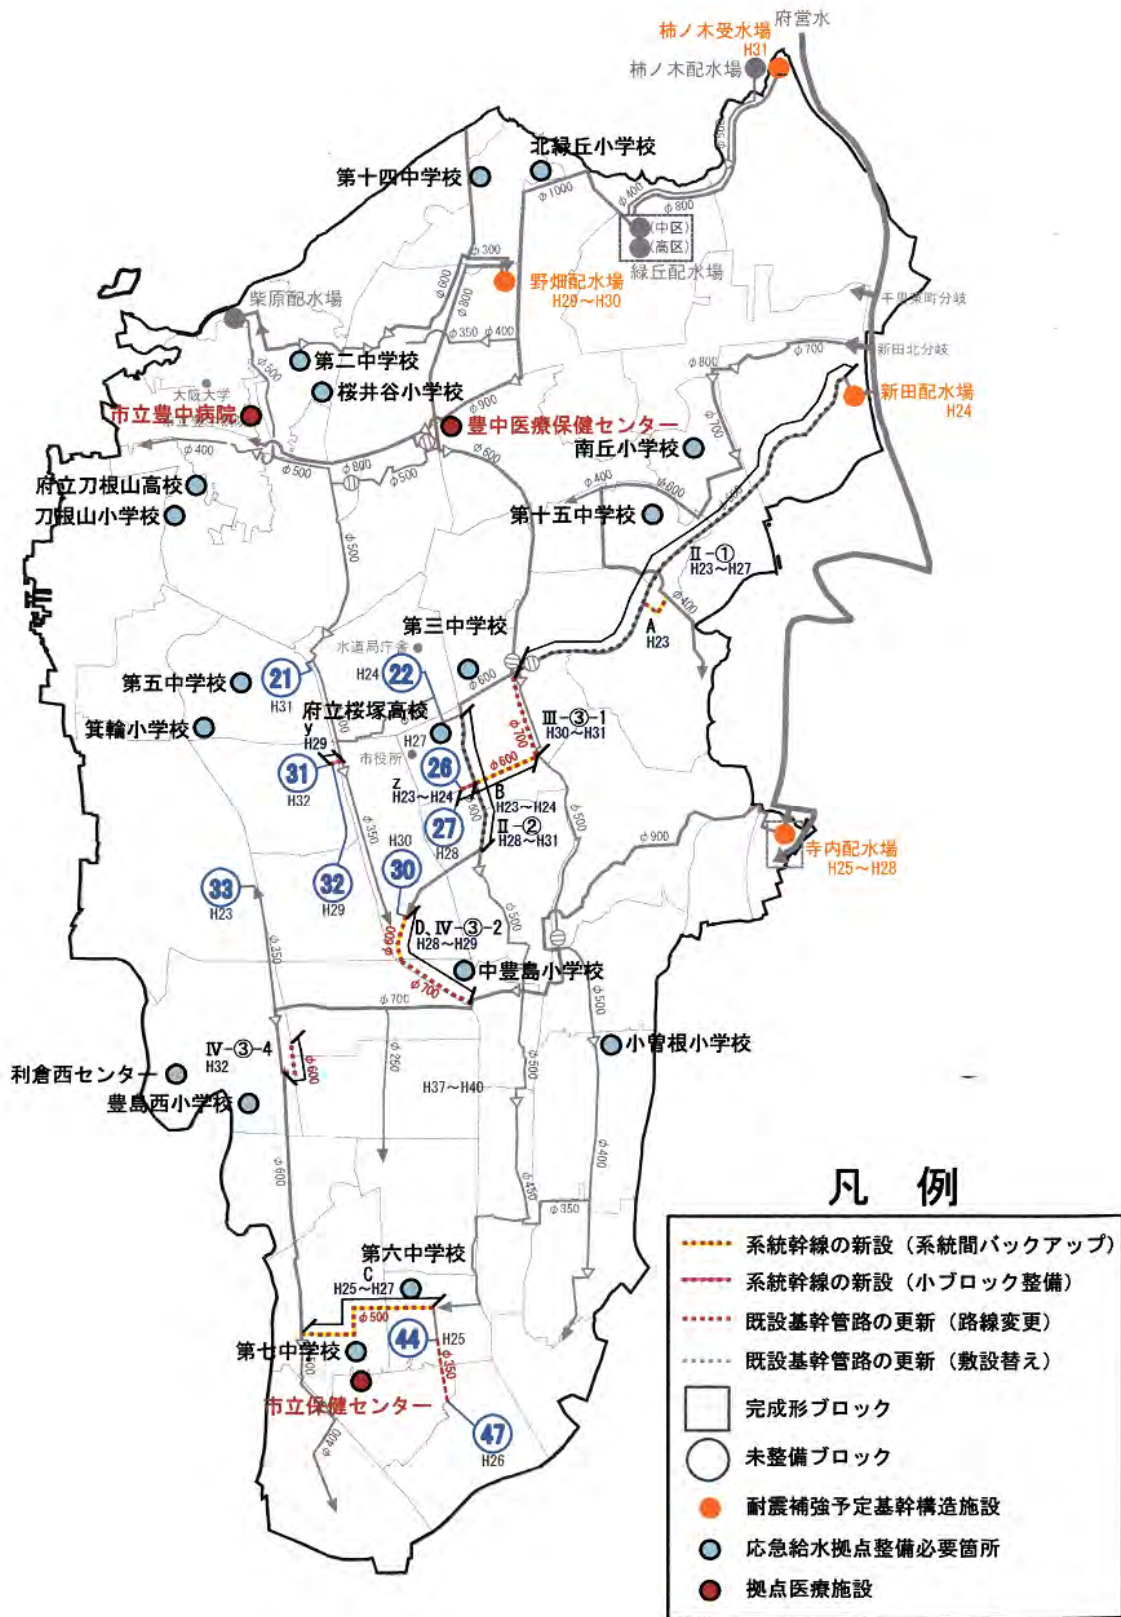 府営水
柿ノ木受水場
H31
柿ノ木配水場
φ500
北緑丘小学校
第十四中学校
φ1000
φ400
φ800
(中区)
(高区)
緑丘配水場
φ300
φ600
φ800
野畑配水場
H29～H30
千里東町分岐
柴原配水場
φ350
φ400
φ700
新田北分岐
φ800
φ500
第二中学校
大阪大学
桜井谷小学校
新田配水場
H24
市立豊中病院
φ900
豊中医療保健センター
φ700
南丘小学校
φ400
φ500
φ800
φ500
φ600
φ400
φ600
府立刀根山高校
刀根山小学校
第十五中学校
φ500
Ⅱ-①
H23～H27
φ400
A
H23
第三中学校
水道局庁舎
第五中学校
21
H31
H24
22
φ600
箕輪小学校
府立桜塚高校
y
H29
H27
市役所
φ700
Ⅲ-③-1
H30～H31
31
H32
26
φ600
z
H23～H24
B
H23～H24
27
H28
φ600
Ⅱ-②
H28～H31
φ500
φ900
寺内配水場
H25～H28
φ350
H30
30
33
H23
32
H29
D、Ⅳ-③-2
H28～H29
φ600
φ500
中豊島小学校
φ350
φ700
φ700
φ500
Ⅳ-③-4
H32
φ600
φ250
小曽根小学校
利倉西センター
H37～H40
φ500
豊島西小学校
φ600
φ400
φ450
φ350
第六中学校
C
H25～H27
φ500
44
H25
第七中学校
φ500
φ350
市立保健センター
φ400
47
H26
凡 例
系統幹線の新設（系統間バックアップ）
系統幹線の新設（小ブロック整備）
既設基幹管路の更新（路線変更）
既設基幹管路の更新（敷設替え）
完成形ブロック
未整備ブロック
耐震補強予定基幹構造施設
応急給水拠点整備必要箇所
拠点医療施設